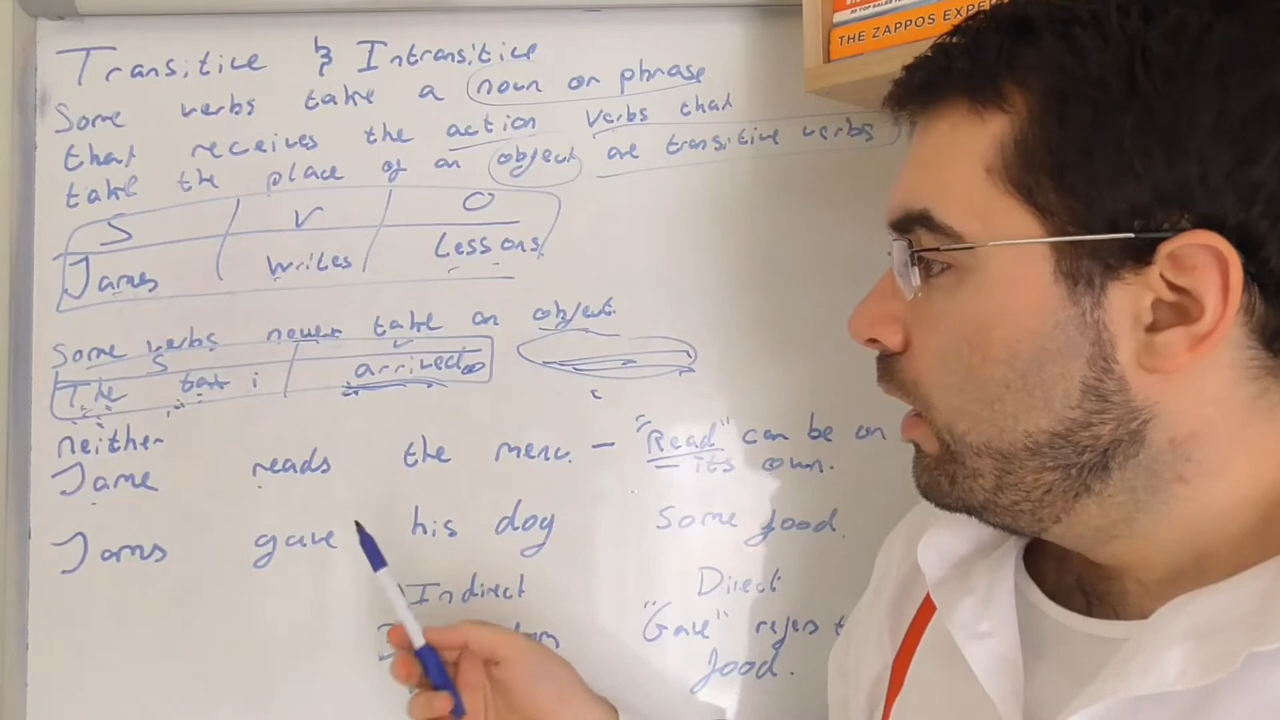 THE ZAPPOS EXPE
Transitive & Intransitive
Some verbs take a noun or phrase
that receives the action verbs that
take the place of an object are transitive verbs
S V O
James writes Lessons.
Some verbs never take an object.
S V
The taxi arrived
neither
Jame reads the menu. - "Read" can be on
- its own.
James gave his dog some food.
Indirect Direct
"Gave" refers t
food.